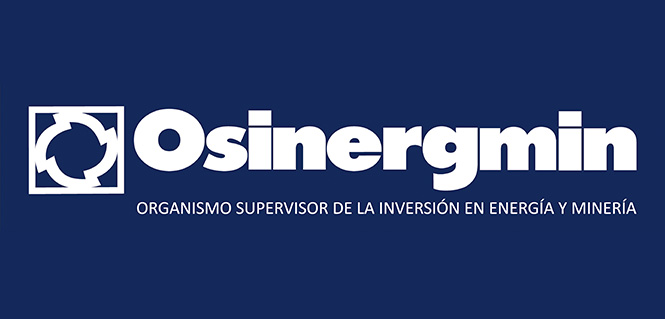 Osinergmin
ORGANISMO SUPERVISOR DE LA INVERSIÓN EN ENERGÍA Y MINERÍA